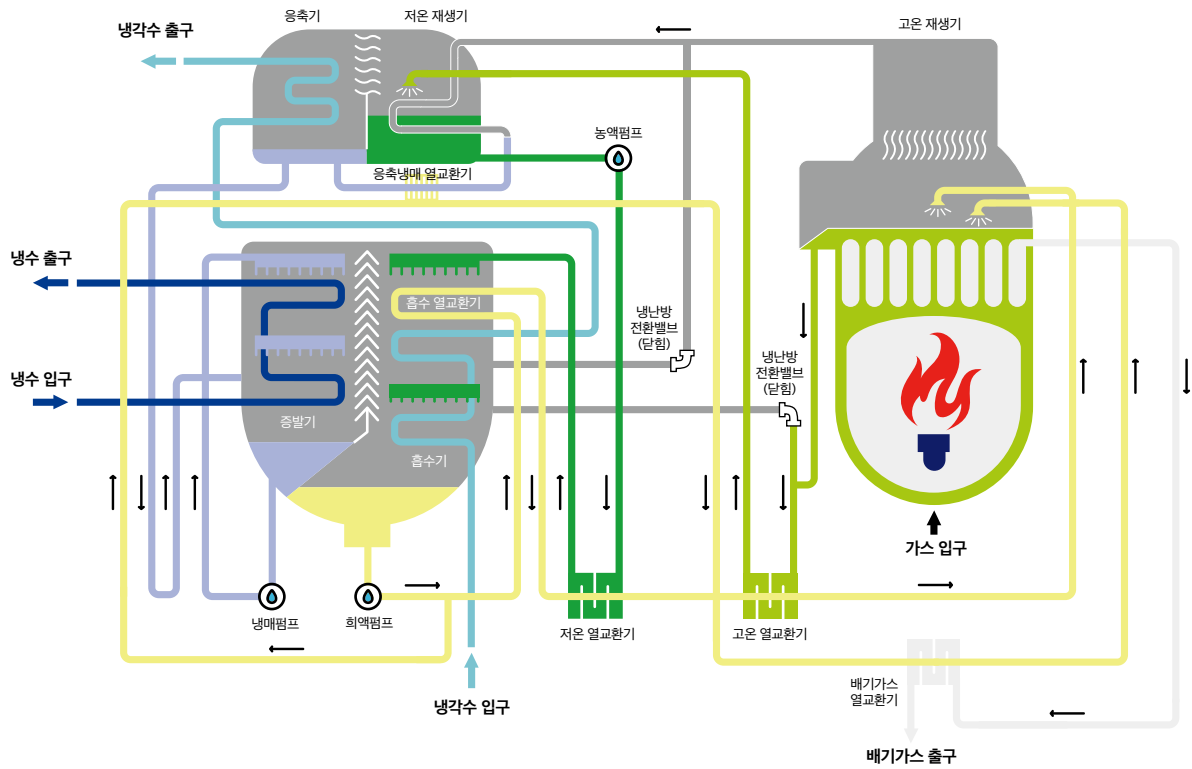 응축기
저온 재생기
고온 재생기
냉각수 출구
농액펌프
응축냉매 열교환기
냉수 출구
흡수 열교환기
냉난방
전환밸브
(닫힘)
냉난방
전환밸브
(닫힘)
냉수 입구
증발기
흡수기
가스 입구
냉매펌프
희액펌프
저온 열교환기
고온 열교환기
배기가스
열교환기
냉각수 입구
배기가스 출구